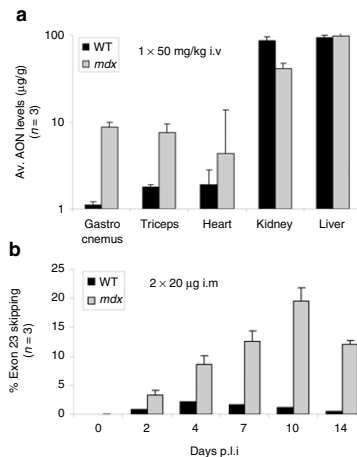 a
WT
mdx
1 × 50 mg/kg i.v
Av. AON levels (μg/g)
(n = 3)
100
10
1
Gastro
cnemus
Triceps
Heart
Kidney
Liver
b
WT
mdx
2 × 20 μg i.m
% Exon 23 skipping
(n = 3)
25
20
15
10
5
0
0
2
4
7
10
14
Days p.l.i